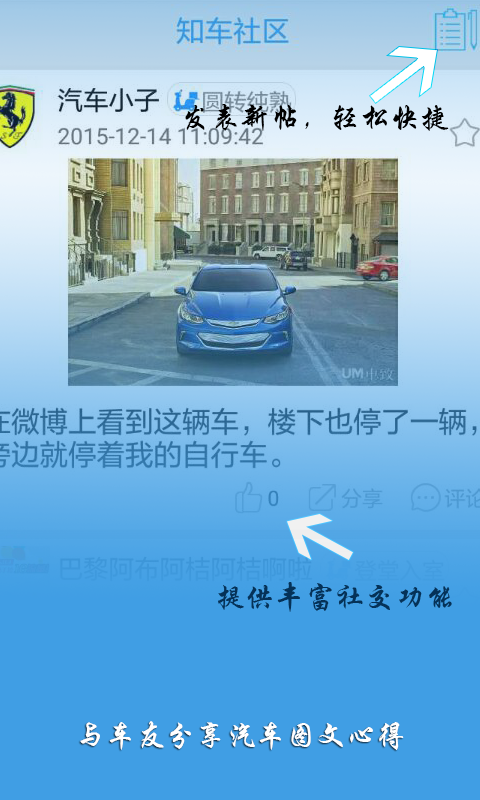 知车社区
汽车小子 圆转纯熟
发表新帖，轻松快捷
2015-12-14 11:09:42
UM中致
在微博上看到这辆车，楼下也停了一辆，
旁边就停着我的自行车。
0 分享 评论
巴黎阿布阿桔阿桔啊啦 登堂入室
提供丰富社交功能
与车友分享汽车图文心得